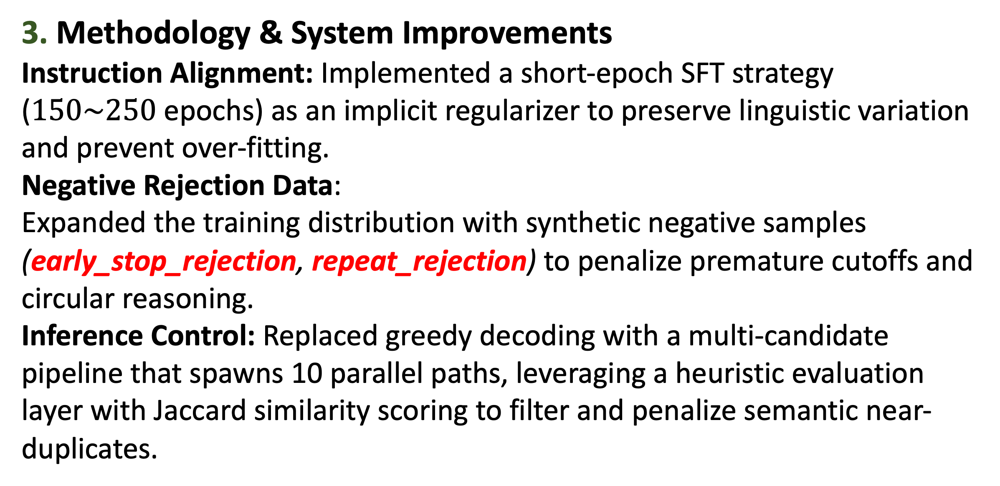 3. Methodology & System Improvements
Instruction Alignment: Implemented a short-epoch SFT strategy
(150~250 epochs) as an implicit regularizer to preserve linguistic variation
and prevent over-fitting.
Negative Rejection Data:
Expanded the training distribution with synthetic negative samples
(early_stop_rejection, repeat_rejection) to penalize premature cutoffs and
circular reasoning.
Inference Control: Replaced greedy decoding with a multi-candidate
pipeline that spawns 10 parallel paths, leveraging a heuristic evaluation
layer with Jaccard similarity scoring to filter and penalize semantic near-
duplicates.